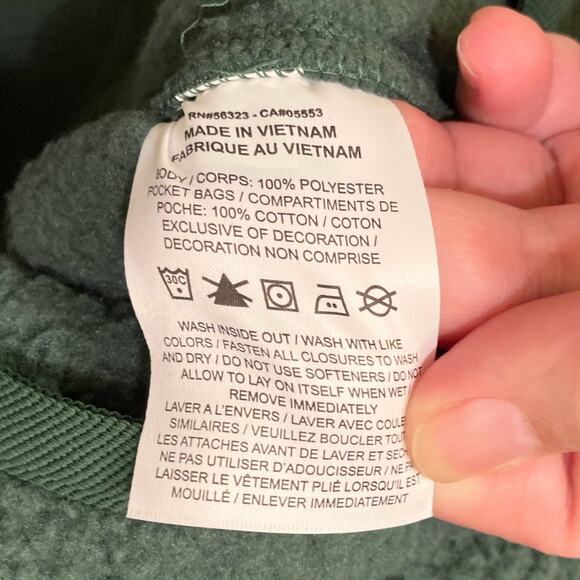 RN#56323 - CA#05553
MADE IN VIETNAM
FABRIQUE AU VIETNAM
BODY / CORPS: 100% POLYESTER
POCKET BAGS / COMPARTIMENTS DE
POCHE: 100% COTTON / COTON
EXCLUSIVE OF DECORATION /
DECORATION NON COMPRISE
30C
WASH INSIDE OUT / WASH WITH LIKE
COLORS / FASTEN ALL CLOSURES TO WASH
AND DRY / DO NOT USE SOFTENERS / DO NOT
ALLOW TO LAY ON ITSELF WHEN WET /
REMOVE IMMEDIATELY
LAVER A L'ENVERS / LAVER AVEC
SIMILAIRES / VEUILLEZ BOUCLER
LES ATTACHES AVANT DE LAVER ET
NE PAS UTILISER D'ADOUCISSEUR / NE
LAISSER LE VÊTEMENT PLIÉ LORSQU'IL EST
MOUILLÉ / ENLEVER IMMÉDIATEMENT